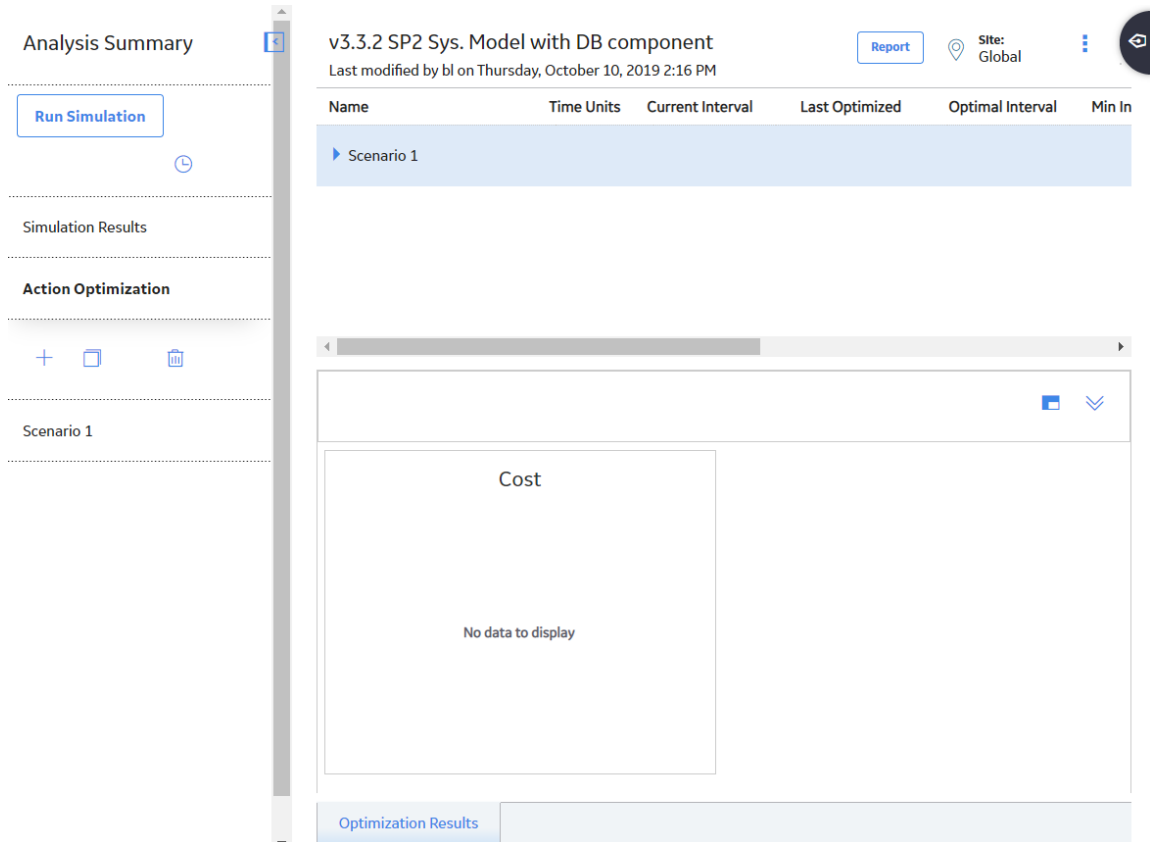 Analysis Summary
Run Simulation
Simulation Results
Action Optimization
Scenario 1
v3.3.2 SP2 Sys. Model with DB component
Last modified by bl on Thursday, October 10, 2019 2:16 PM
Report
Site:
Global
Name Time Units Current Interval Last Optimized Optimal Interval Min In
Scenario 1
Cost
No data to display
Optimization Results